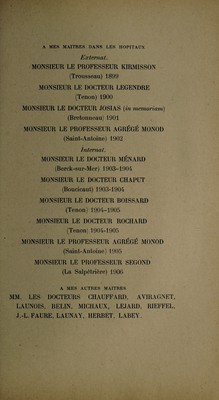 A MES MAITRES DANS LES HOPITAUX
Externat.
MONSIEUR LE PROFESSEUR KIRMISSON
(Trousseau) 1899
MONSIEUR LE DOCTEUR LEGENDRE
(Tenon) 1900
MONSIEUR LE DOCTEUR JOSIAS (in memoriam)
(Bretonneau) 1901
MONSIEUR LE PROFESSEUR AGRÉGÉ MONOD
(Saint-Antoine) 1902
Internat.
MONSIEUR LE DOCTEUR MÉNARD
(Berck-sur-Mer) 1903-1904
MONSIEUR LE DOCTEUR CHAPUT
(Boucicaut) 1903-1904
MONSIEUR LE DOCTEUR BOISSARD
(Tenon) 1904-1905
MONSIEUR LE DOCTEUR ROCHARD
(Tenon) 1904-1905
MONSIEUR LE PROFESSEUR AGRÉGÉ MONOD
(Saint-Antoine) 1905
MONSIEUR LE PROFESSEUR SEGOND
(La Salpêtrière) 1906
A MES AUTRES MAITRES
MM. LES DOCTEURS CHAUFFARD, AVIRAGNET,
LAUNOIS, BELIN, MICHAUX, LEJARD, RIEFFEL,
J.-L. FAURE, LAUNAY, HERBET, LABEY.